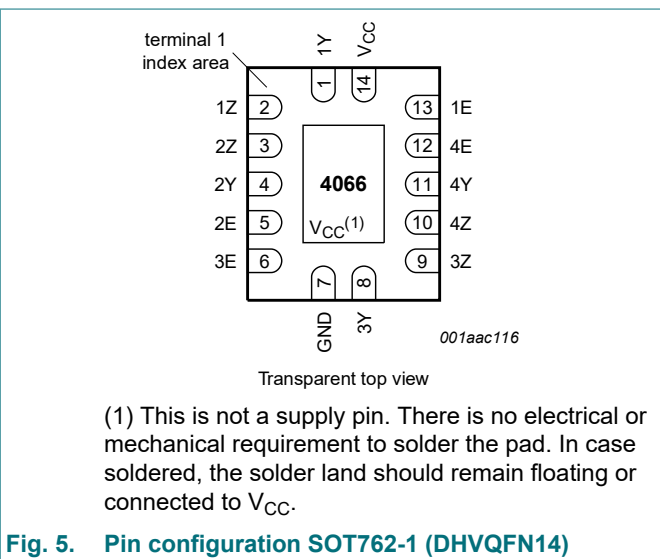 terminal 1
index area
1Y VCC
1 14
1Z 2 13 1E
2Z 3 12 4E
2Y 4 4066 11 4Y
2E 5 VCC(1) 10 4Z
3E 6 9 3Z
7 8
GND 3Y
001aac116
Transparent top view
(1) This is not a supply pin. There is no electrical or
mechanical requirement to solder the pad. In case
soldered, the solder land should remain floating or
connected to VCC.
Fig. 5. Pin configuration SOT762-1 (DHVQFN14)